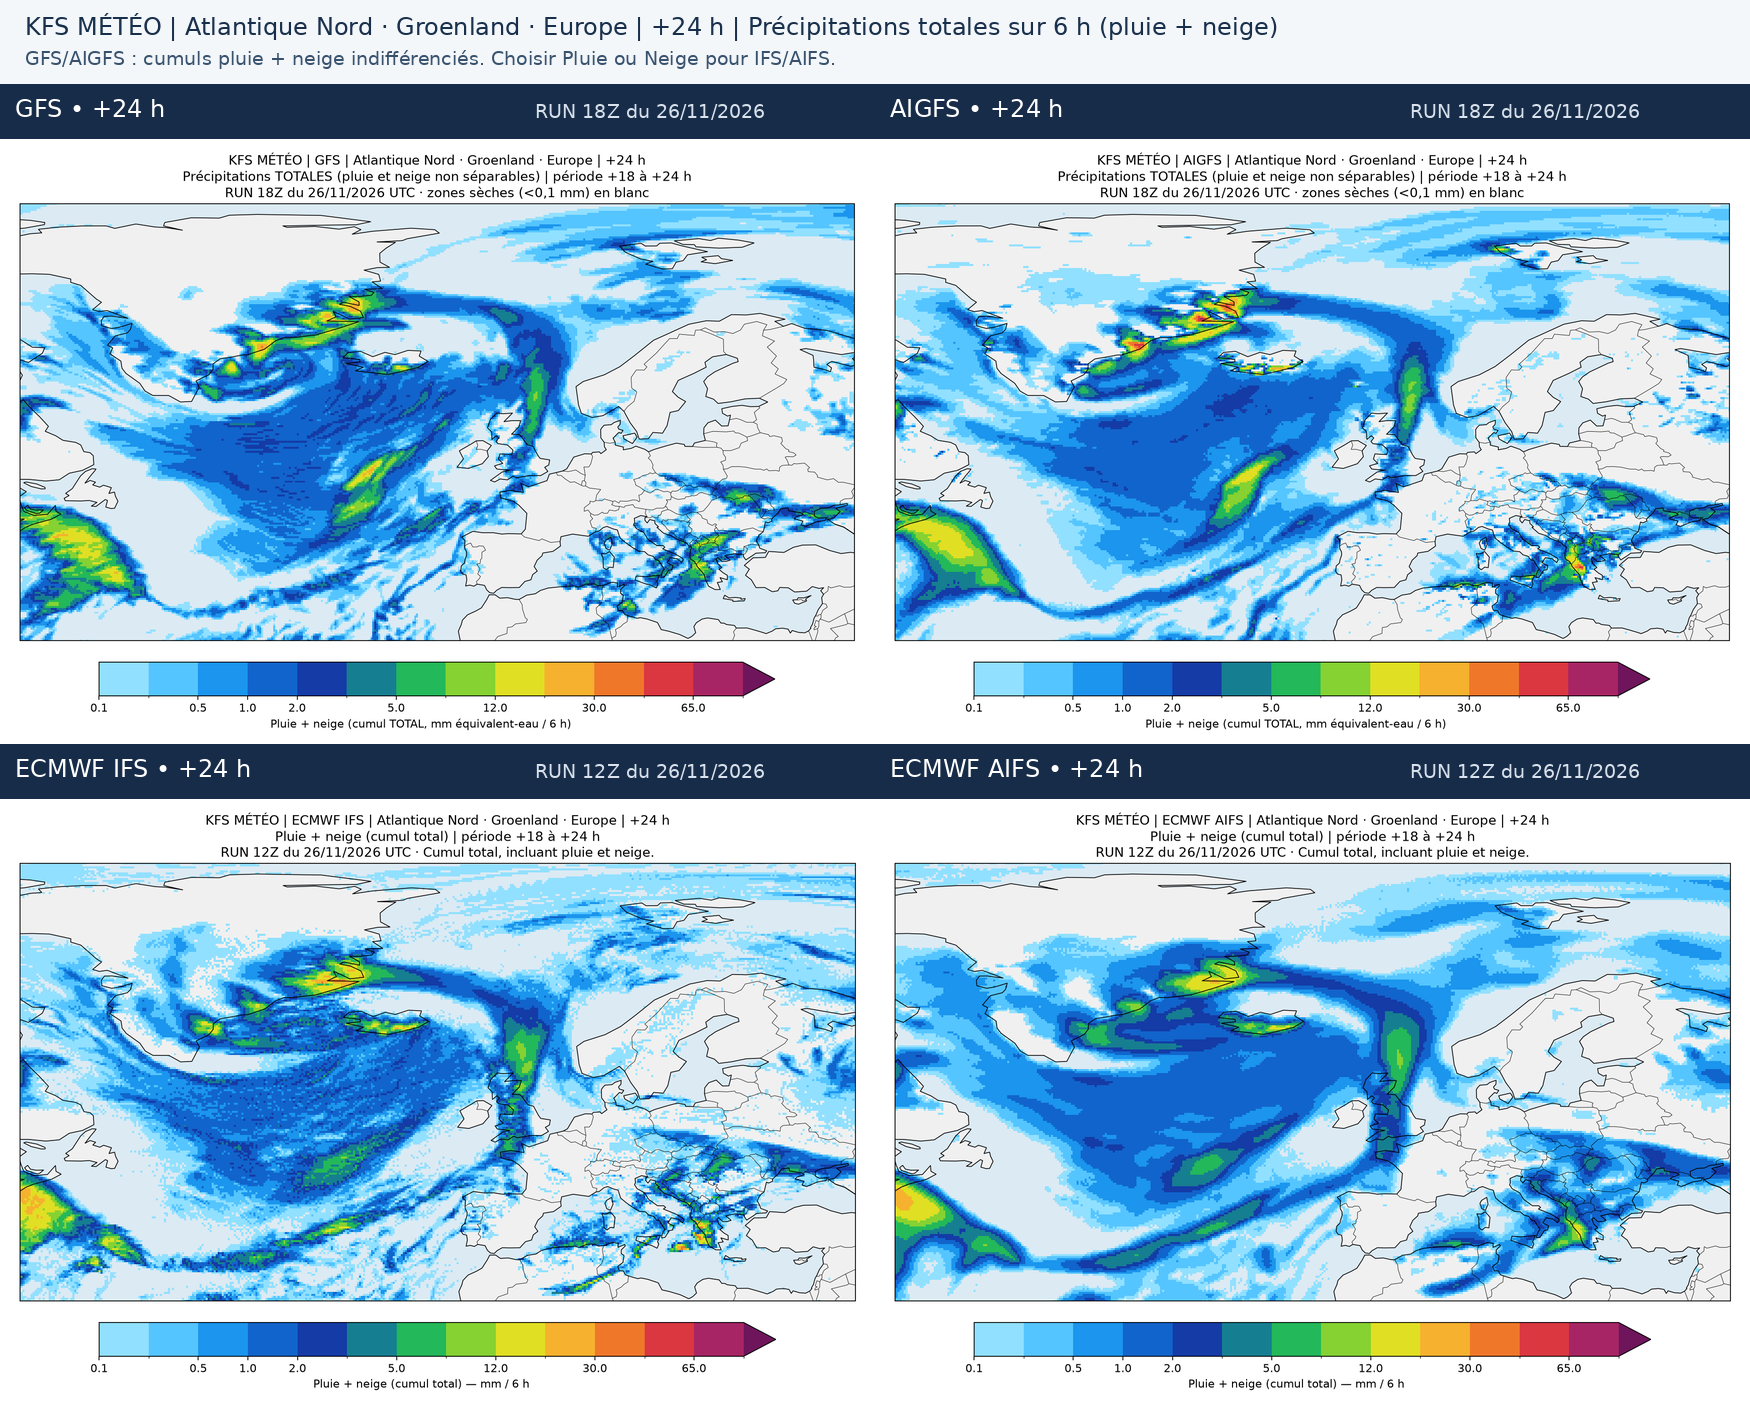 KFS MÉTÉO | Atlantique Nord · Groenland · Europe | +24 h | Précipitations totales sur 6 h (pluie + neige)
GFS/AIGFS : cumuls pluie + neige indifférenciés. Choisir Pluie ou Neige pour IFS/AIFS.
GFS • +24 h
RUN 18Z du 26/11/2026
AIGFS • +24 h
RUN 18Z du 26/11/2026
KFS MÉTÉO | GFS | Atlantique Nord · Groenland · Europe | +24 h
Précipitations TOTALES (pluie et neige non séparables) | période +18 à +24 h
RUN 18Z du 26/11/2026 UTC · zones sèches (<0,1 mm) en blanc
KFS MÉTÉO | AIGFS | Atlantique Nord · Groenland · Europe | +24 h
Précipitations TOTALES (pluie et neige non séparables) | période +18 à +24 h
RUN 18Z du 26/11/2026 UTC · zones sèches (<0,1 mm) en blanc
0.1 0.5 1.0 2.0 5.0 12.0 30.0 65.0
Pluie + neige (cumul TOTAL, mm équivalent-eau / 6 h)
0.1 0.5 1.0 2.0 5.0 12.0 30.0 65.0
Pluie + neige (cumul TOTAL, mm équivalent-eau / 6 h)
ECMWF IFS • +24 h
RUN 12Z du 26/11/2026
ECMWF AIFS • +24 h
RUN 12Z du 26/11/2026
KFS MÉTÉO | ECMWF IFS | Atlantique Nord · Groenland · Europe | +24 h
Pluie + neige (cumul total) | période +18 à +24 h
RUN 12Z du 26/11/2026 UTC · Cumul total, incluant pluie et neige.
KFS MÉTÉO | ECMWF AIFS | Atlantique Nord · Groenland · Europe | +24 h
Pluie + neige (cumul total) | période +18 à +24 h
RUN 12Z du 26/11/2026 UTC · Cumul total, incluant pluie et neige.
0.1 0.5 1.0 2.0 5.0 12.0 30.0 65.0
Pluie + neige (cumul total) — mm / 6 h
0.1 0.5 1.0 2.0 5.0 12.0 30.0 65.0
Pluie + neige (cumul total) — mm / 6 h